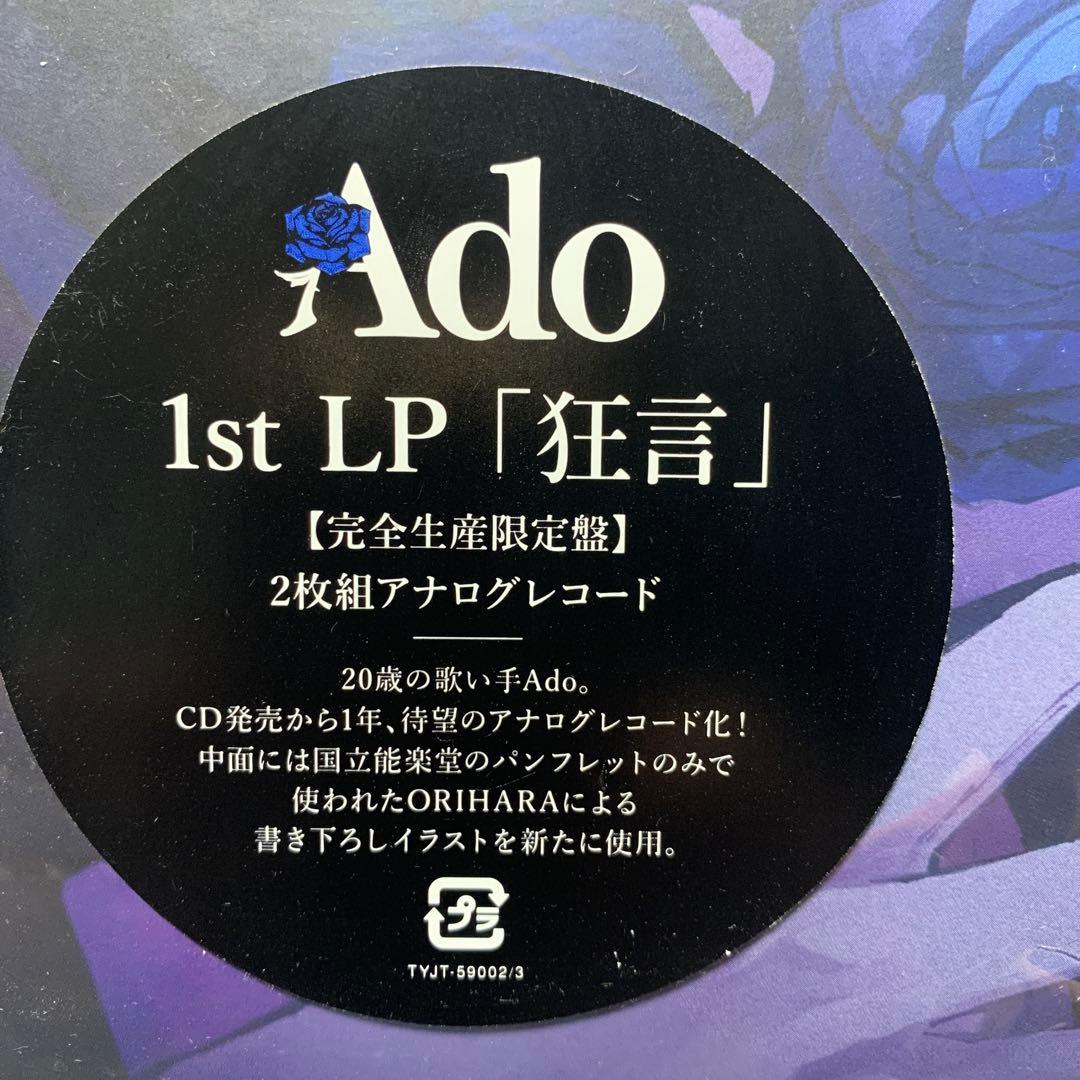 Ado
1st LP「狂言」
【完全生産限定盤】
2枚組アナログレコード
20歳の歌い手Ado。
CD発売から1年、待望のアナログレコード化！
中面には国立能楽堂のパンフレットのみで
使われたORIHARAによる
書き下ろしイラストを新たに使用。
プラ
TYJT-59002/3